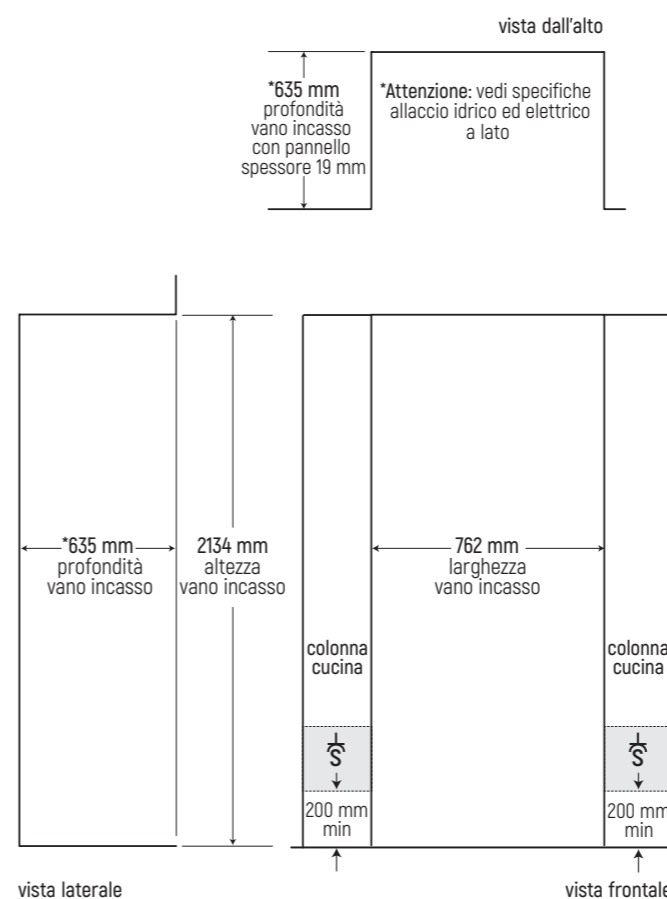 vista dall'alto
*635 mm
profondità
vano incasso
con pannello
spessore 19 mm
*Attenzione: vedi specifiche
allaccio idrico ed elettrico
a lato
*635 mm
profondità
vano incasso
2134 mm
altezza
vano incasso
762 mm
larghezza
vano incasso
colonna
cucina
colonna
cucina
S
S
200 mm
min
200 mm
min
vista laterale
vista frontale